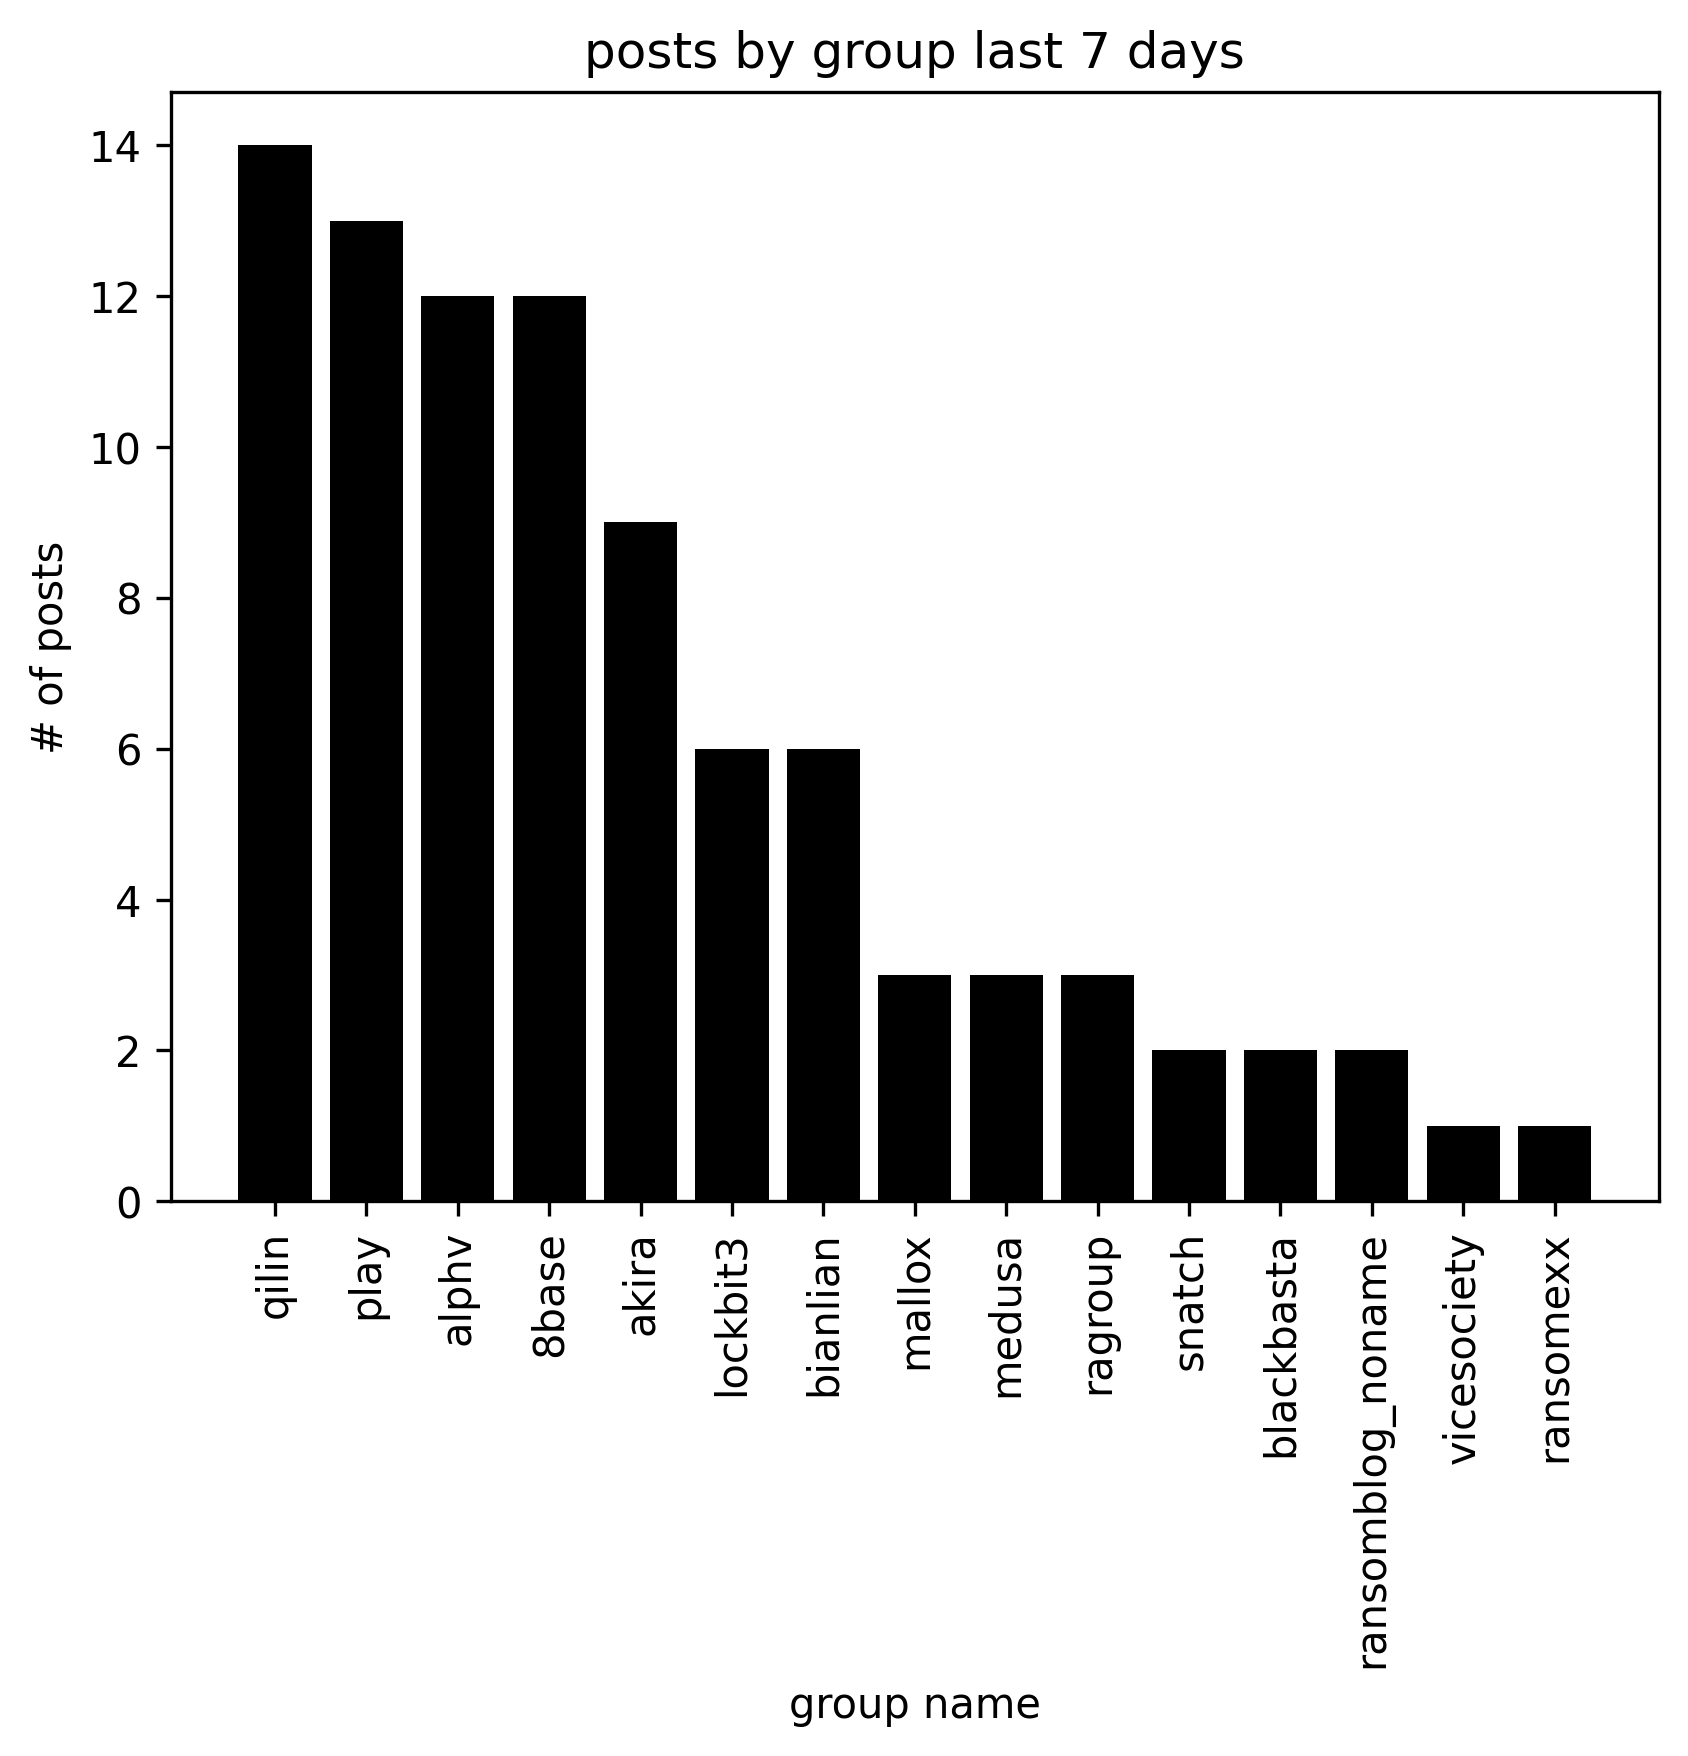 posts by group last 7 days
14
12
10
8
6
4
2
0
# of posts
qilin
play
alphv
8base
akira
lockbit3
bianlian
mallox
medusa
ragroup
snatch
blackbasta
ransomblog_noname
vicesociety
ransomexx
group name